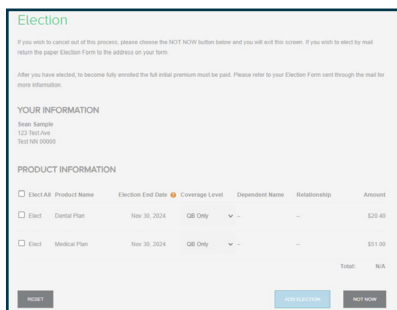 Election
If you wish to cancel out of this process, please choose the NOT NOW button below and you will exit this screen. If you wish to elect by mail
return the paper Election Form to the address on your form.
After you have elected, to become fully enrolled the full initial premium must be paid. Please refer to your Election Form sent through the mail for
more information.
YOUR INFORMATION
Sean Sample
123 Test Ave
Test NN 00000
PRODUCT INFORMATION
Elect All Product Name Election End Date Coverage Level Dependent Name Relationship Amount
Elect Dental Plan Nov 30, 2024 QB Only -- -- $20.40
Elect Medical Plan Nov 30, 2024 QB Only -- -- $51.00
Total: N/A
RESET ADD ELECTION NOT NOW